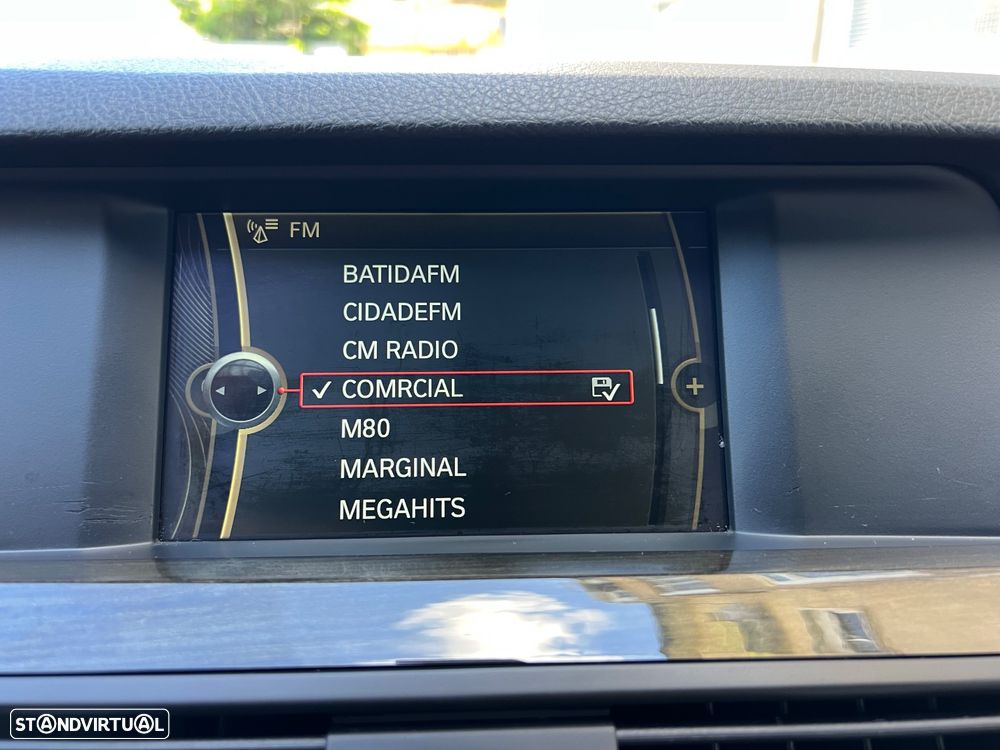 FM
BATIDAFM
CIDADEFM
CM RADIO
COMRCIAL
M80
MARGINAL
MEGAHITS
STANDVIRTUAL